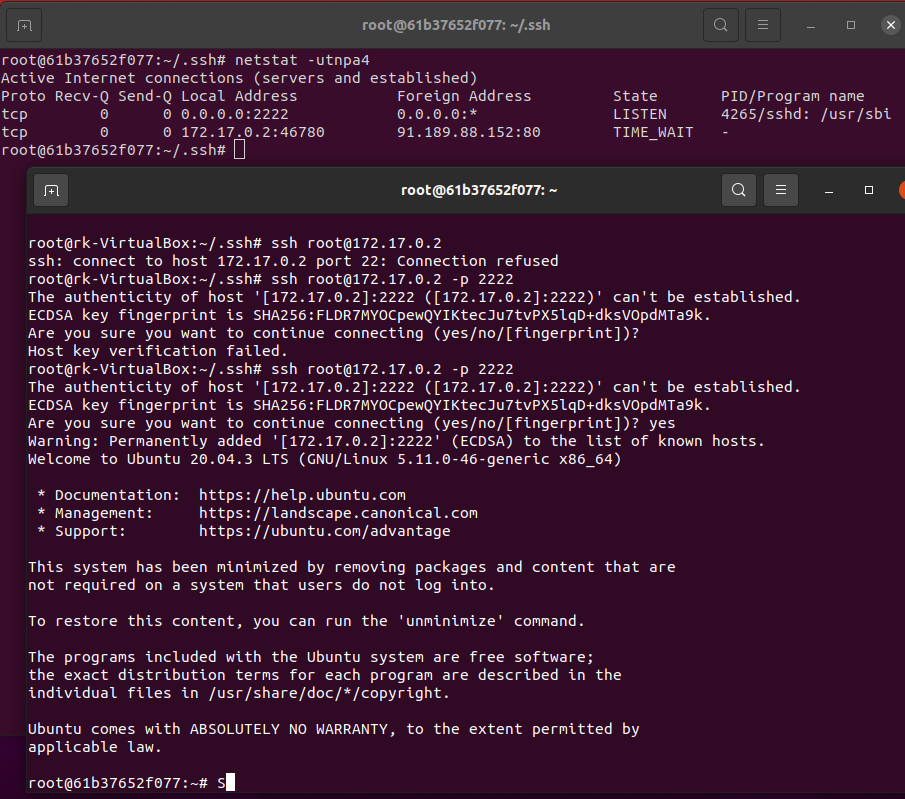 root@61b37652f077: ~/.ssh
root@61b37652f077:~/.ssh# netstat -utnpa4
Active Internet connections (servers and established)
Proto Recv-Q Send-Q Local Address           Foreign Address         State       PID/Program name
tcp        0      0 0.0.0.0:2222            0.0.0.0:*               LISTEN      4265/sshd: /usr/sbi
tcp        0      0 172.17.0.2:46780        91.189.88.152:80        TIME_WAIT   -
root@61b37652f077:~/.ssh#
root@61b37652f077: ~
root@rk-VirtualBox:~/.ssh# ssh root@172.17.0.2
ssh: connect to host 172.17.0.2 port 22: Connection refused
root@rk-VirtualBox:~/.ssh# ssh root@172.17.0.2 -p 2222
The authenticity of host '[172.17.0.2]:2222 ([172.17.0.2]:2222)' can't be established.
ECDSA key fingerprint is SHA256:FLDR7MYOCpewQYIKtecJu7tvPX5lqD+dksVOpdMTa9k.
Are you sure you want to continue connecting (yes/no/[fingerprint])?
Host key verification failed.
root@rk-VirtualBox:~/.ssh# ssh root@172.17.0.2 -p 2222
The authenticity of host '[172.17.0.2]:2222 ([172.17.0.2]:2222)' can't be established.
ECDSA key fingerprint is SHA256:FLDR7MYOCpewQYIKtecJu7tvPX5lqD+dksVOpdMTa9k.
Are you sure you want to continue connecting (yes/no/[fingerprint])? yes
Warning: Permanently added '[172.17.0.2]:2222' (ECDSA) to the list of known hosts.
Welcome to Ubuntu 20.04.3 LTS (GNU/Linux 5.11.0-46-generic x86_64)
* Documentation:  https://help.ubuntu.com
* Management:     https://landscape.canonical.com
* Support:        https://ubuntu.com/advantage
This system has been minimized by removing packages and content that are
not required on a system that users do not log into.
To restore this content, you can run the 'unminimize' command.
The programs included with the Ubuntu system are free software;
the exact distribution terms for each program are described in the
individual files in /usr/share/doc/*/copyright.
Ubuntu comes with ABSOLUTELY NO WARRANTY, to the extent permitted by
applicable law.
root@61b37652f077:~# S